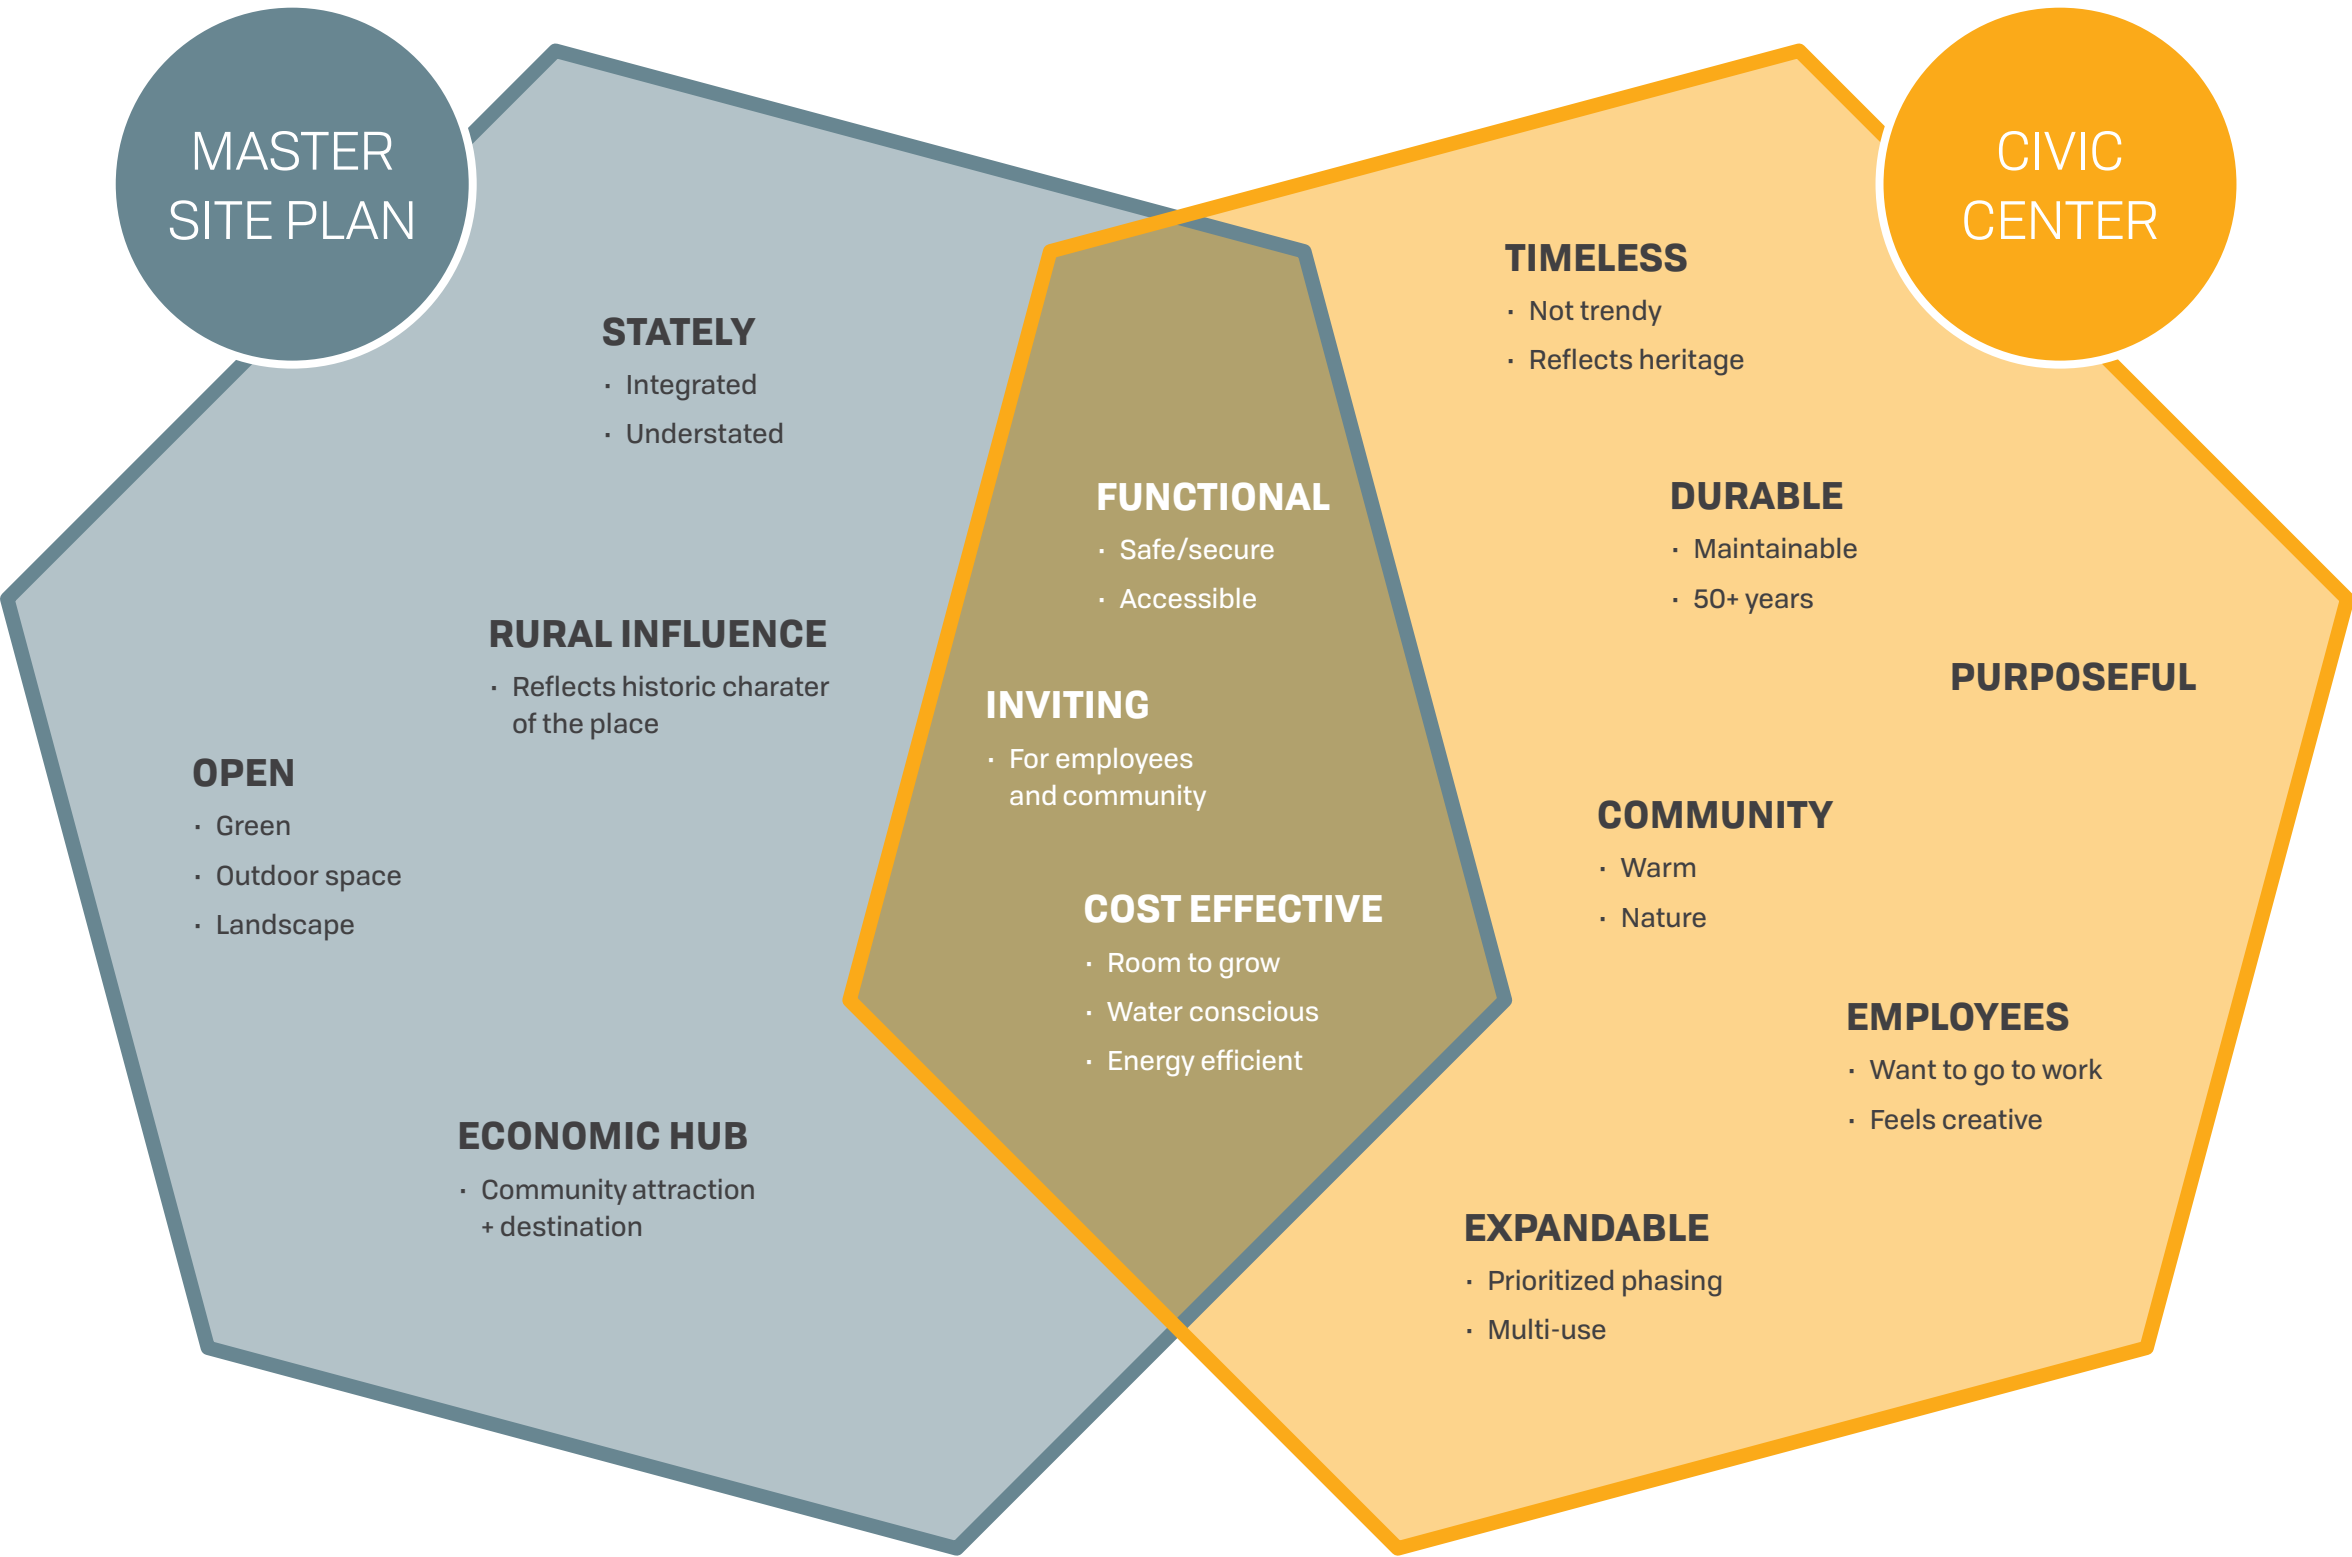 MASTER
SITE PLAN
STATELY
· Integrated
· Understated
RURAL INFLUENCE
· Reflects historic charater
of the place
OPEN
· Green
· Outdoor space
· Landscape
ECONOMIC HUB
· Community attraction
+ destination
FUNCTIONAL
· Safe/secure
· Accessible
INVITING
· For employees
and community
COST EFFECTIVE
· Room to grow
· Water conscious
· Energy efficient
CIVIC
CENTER
TIMELESS
· Not trendy
· Reflects heritage
DURABLE
· Maintainable
· 50+ years
PURPOSEFUL
COMMUNITY
· Warm
· Nature
EMPLOYEES
· Want to go to work
· Feels creative
EXPANDABLE
· Prioritized phasing
· Multi-use